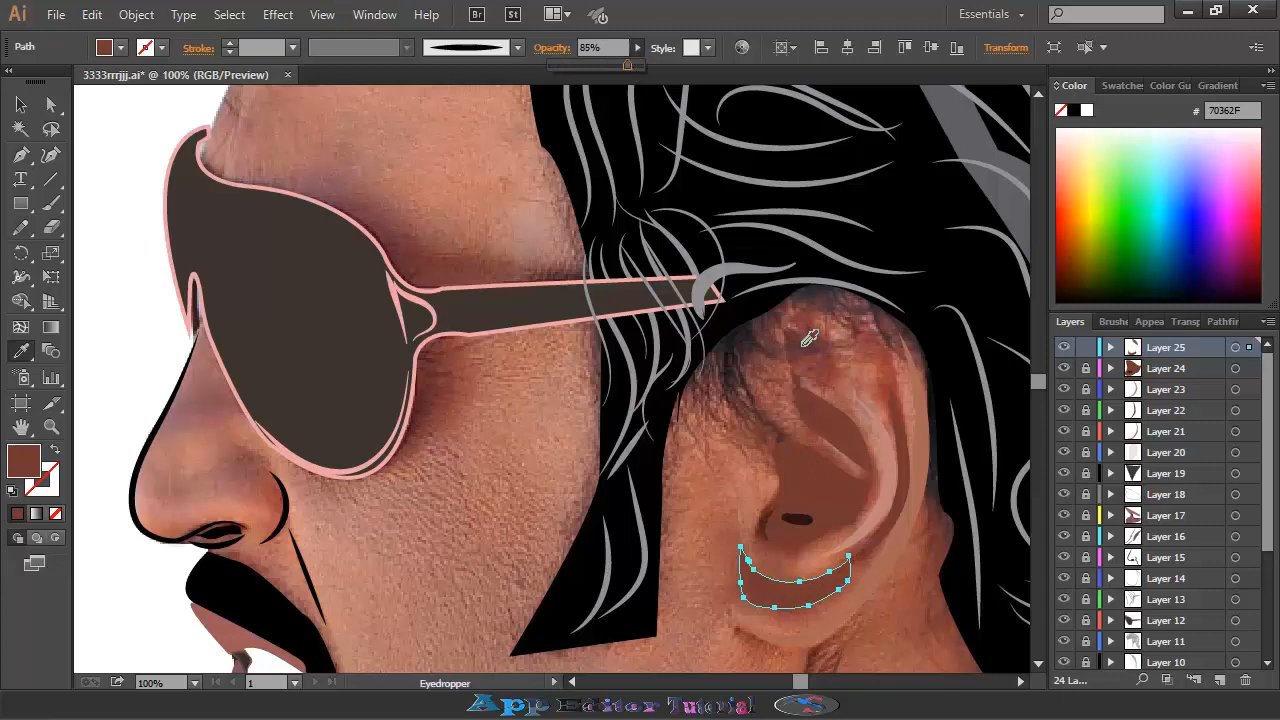 Ai File Edit Object Type Select Effect View Window Help Br St Essentials
Path Stroke: Opacity: 85% Style: Transform
3333rrrjjj.ai* @ 100% (RGB/Preview) Color Swatches Color Gu Gradient
# 70362F
Layers Brushe Appea Transp Pathfin
Layer 25
Layer 24
Layer 23
Layer 22
Layer 21
Layer 20
Layer 19
Layer 18
Layer 17
Layer 16
Layer 15
Layer 14
Layer 13
Layer 12
Layer 11
Layer 10
100% 1 Eyedropper 24 La...
App Editor Tutorial